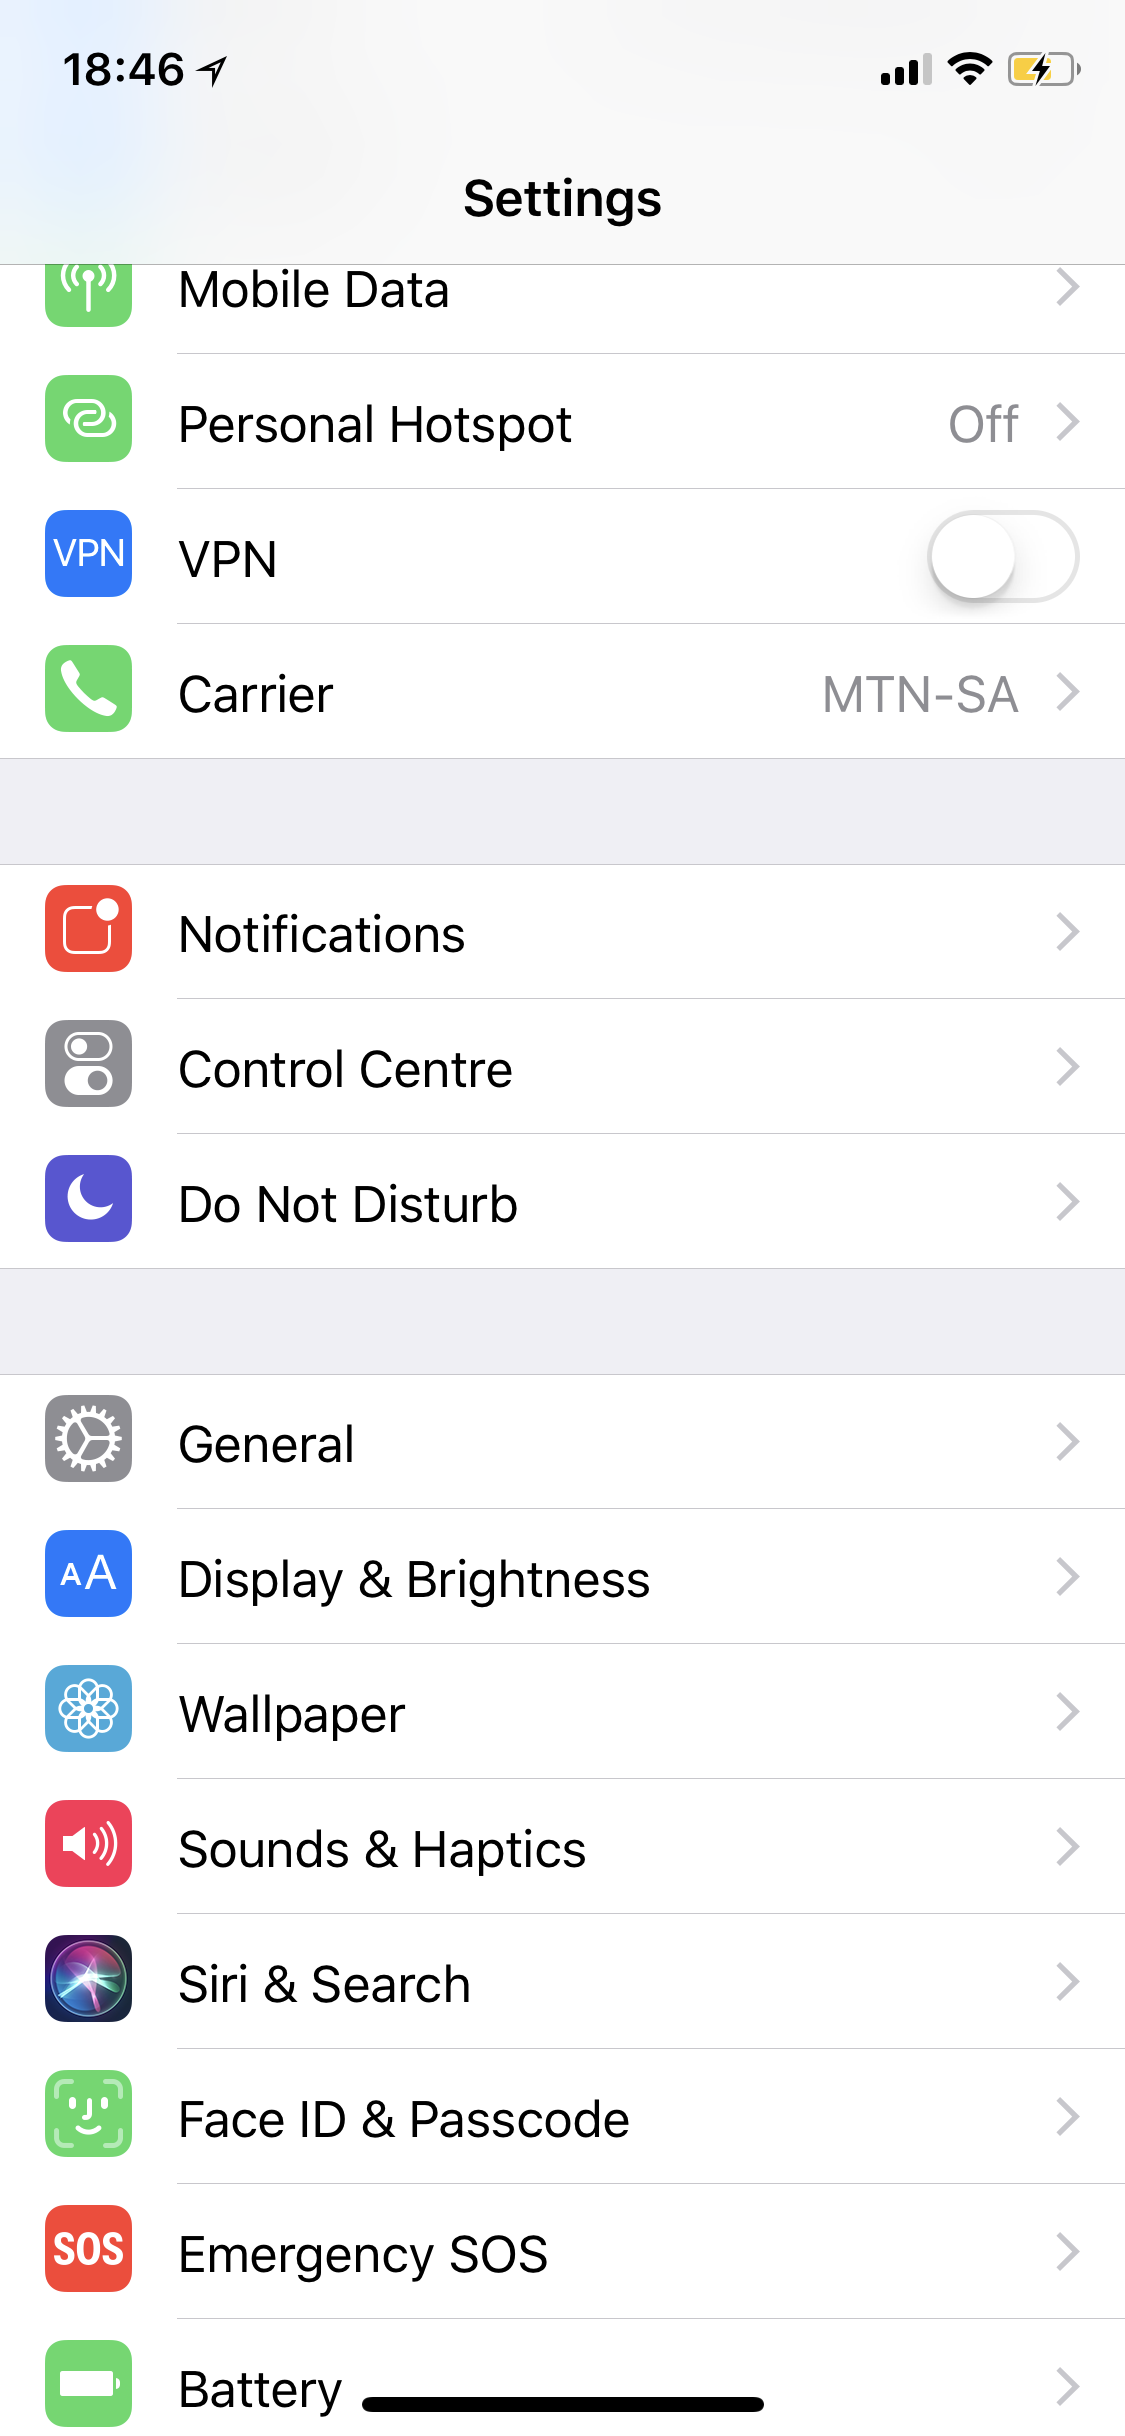 18:46
Settings
Mobile Data
Personal Hotspot Off
VPN VPN
Carrier MTN-SA
Notifications
Control Centre
Do Not Disturb
General
AA Display & Brightness
Wallpaper
Sounds & Haptics
Siri & Search
Face ID & Passcode
SOS Emergency SOS
Battery